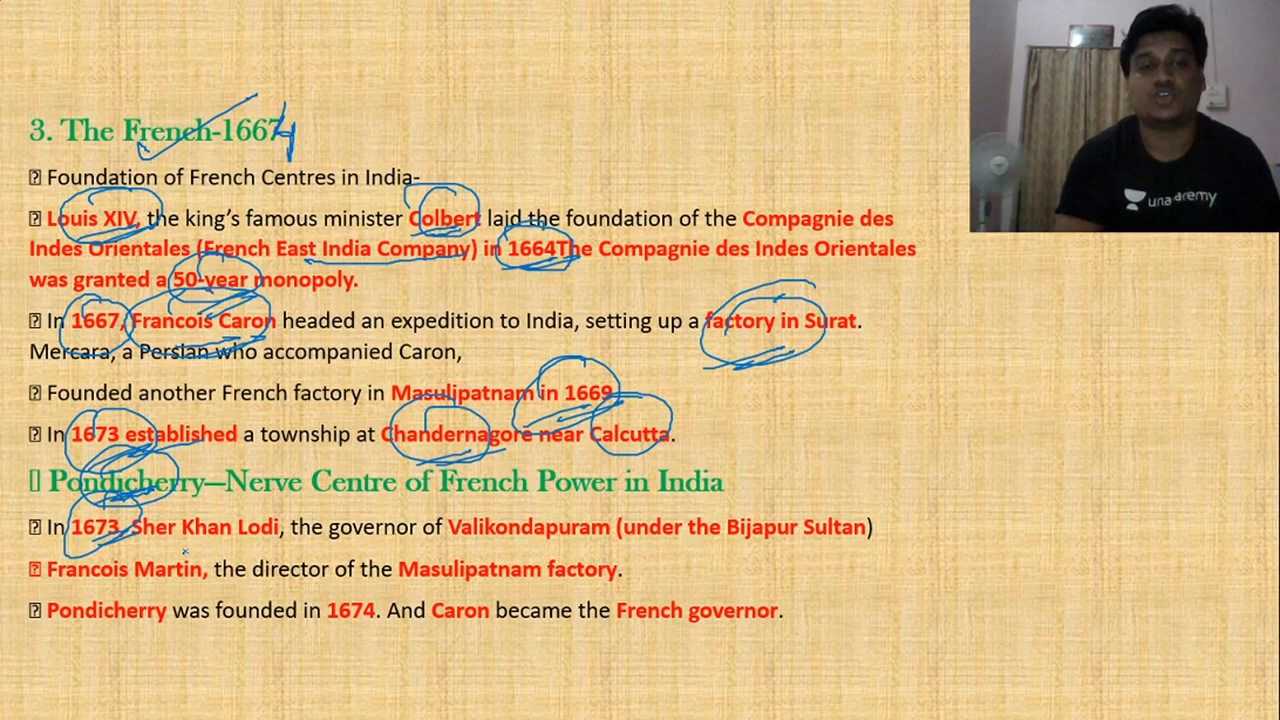 3. The French-1667
Foundation of French Centres in India-
Louis XIV, the king's famous minister Colbert laid the foundation of the Compagnie des
Indes Orientales (French East India Company) in 1664The Compagnie des Indes Orientales
was granted a 50-year monopoly.
In 1667, Francois Caron headed an expedition to India, setting up a factory in Surat.
Mercara, a Persian who accompanied Caron,
Founded another French factory in Masulipatnam in 1669
In 1673 established a township at Chandernagore near Calcutta.
Pondicherry—Nerve Centre of French Power in India
In 1673, Sher Khan Lodi, the governor of Valikondapuram (under the Bijapur Sultan)
Francois Martin, the director of the Masulipatnam factory.
Pondicherry was founded in 1674. And Caron became the French governor.
4